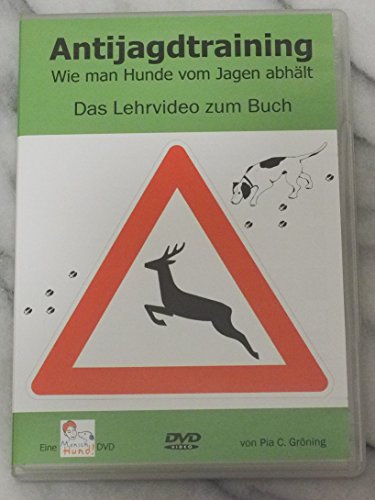 Antijagdtraining
Wie man Hunde vom Jagen abhält
Das Lehrvideo zum Buch
Eine Mensch Hund! DVD
DVD VIDEO
von Pia C. Gröning